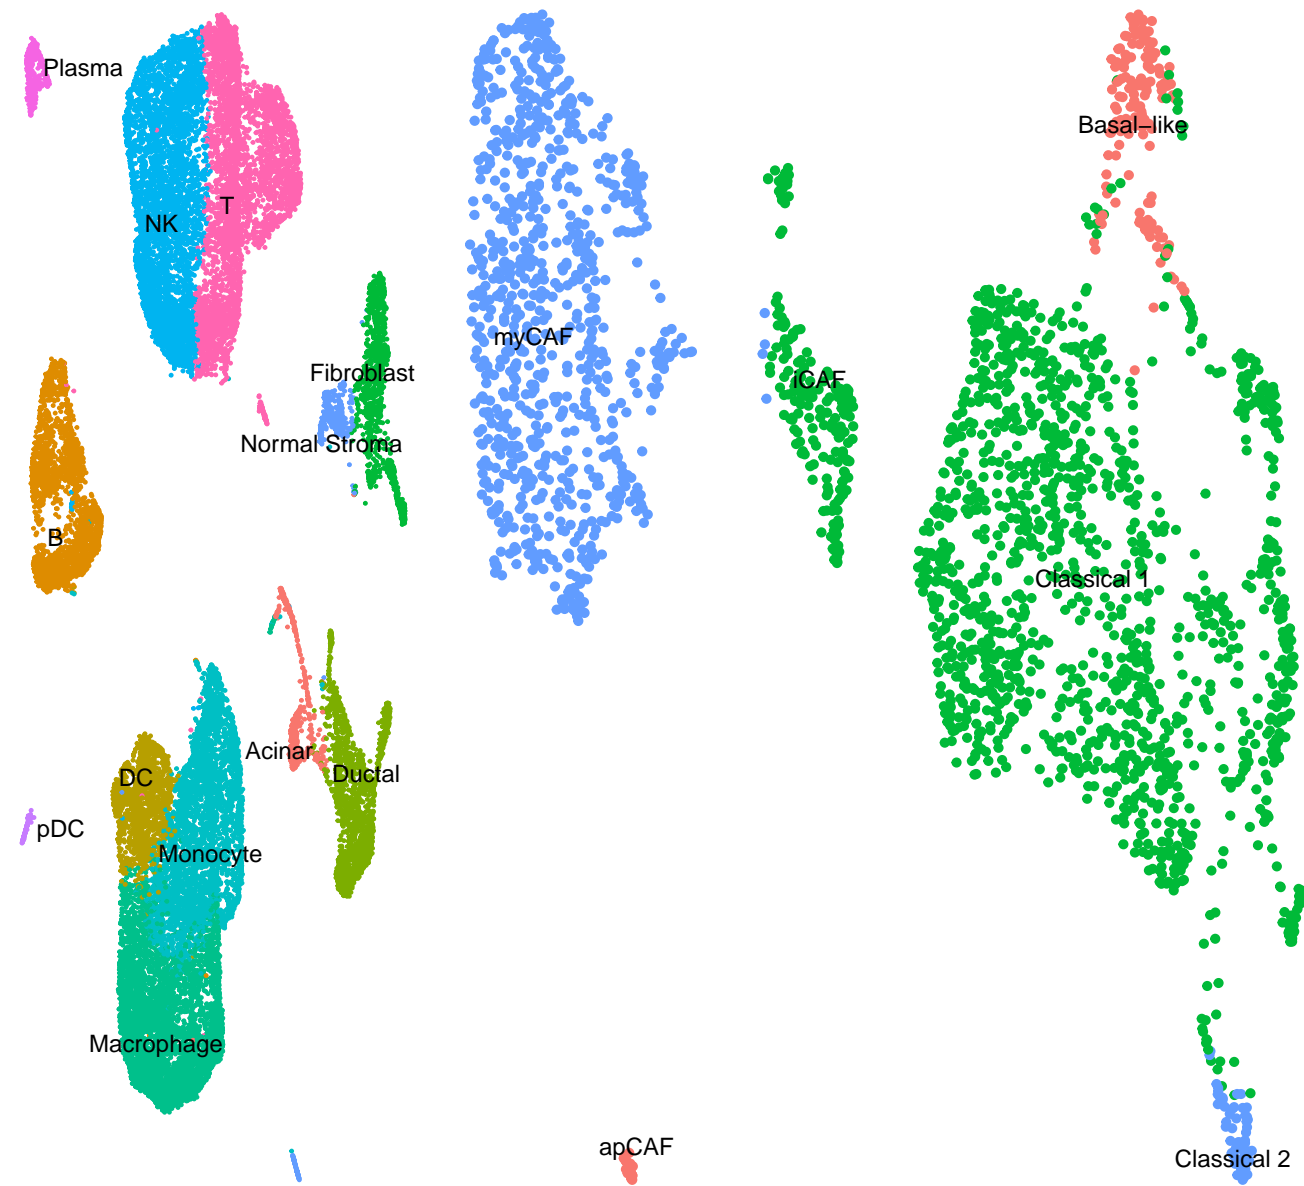 Plasma
Basal−like
T
NK
myCAF
Fibroblast
iCAF
Normal Stroma
B
Classical 1
Acinar
Ductal
DC
pDC
Monocyte
Macrophage
apCAF
Classical 2